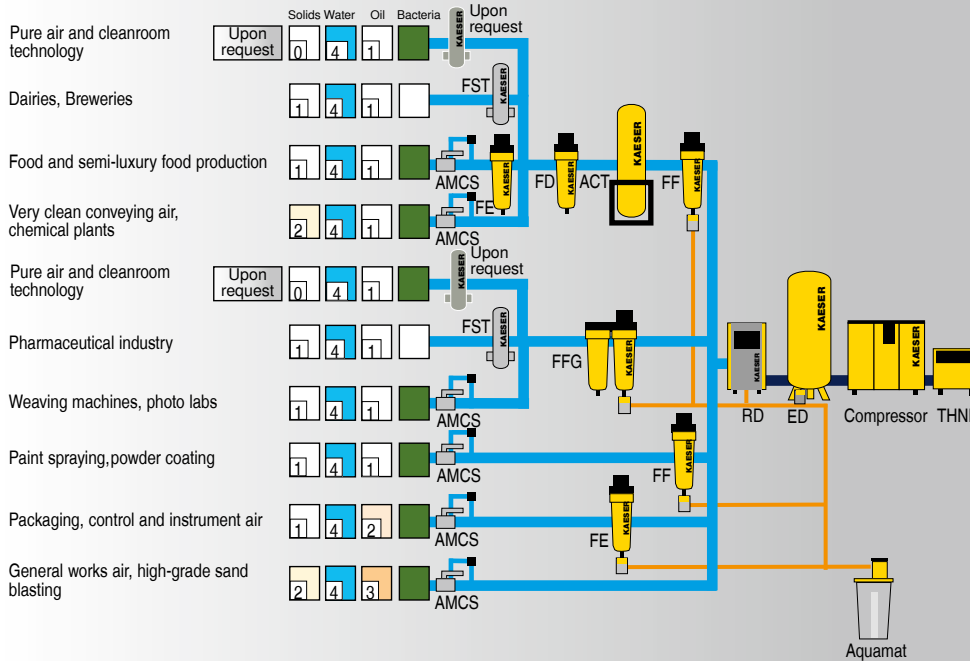 Solids Water Oil Bacteria
Pure air and cleanroom
technology
Upon
request
0 4 1
KAESER
Upon
request
Dairies, Breweries
1 4 1
FST
KAESER
Food and semi-luxury food production
1 4 1
AMCS
FE
KAESER
FD
KAESER
ACT
KAESER
FF
KAESER
Very clean conveying air,
chemical plants
2 4 1
AMCS
Pure air and cleanroom
technology
Upon
request
0 4 1
KAESER
Upon
request
Pharmaceutical industry
1 4 1
FST
KAESER
FFG
KAESER
KAESER
RD
KAESER
ED
KAESER
Compressor
THNF
Weaving machines, photo labs
1 4 1
AMCS
Paint spraying,powder coating
1 4 1
AMCS
FF
KAESER
Packaging, control and instrument air
1 4 2
AMCS
FE
KAESER
General works air, high-grade sand
blasting
2 4 3
AMCS
Aquamat